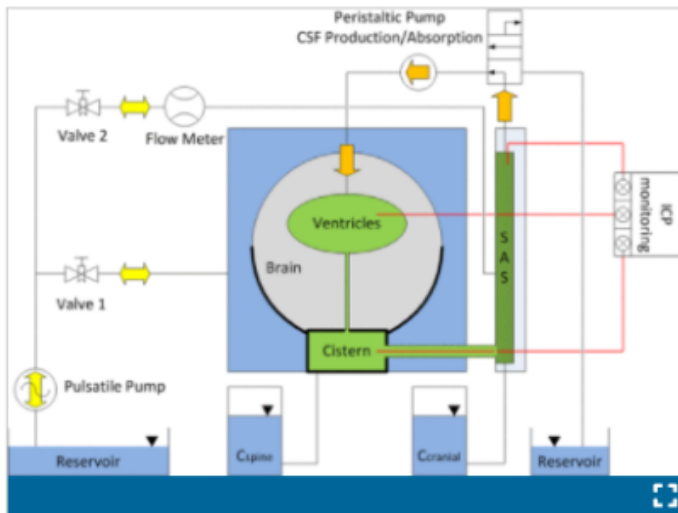 Peristaltic Pump
CSF Production/Absorption
Valve 2
Flow Meter
ICP
monitoring
Ventricles
SAS
Brain
Valve 1
Cistern
Pulsatile Pump
Reservoir
Cspine
Ccranial
Reservoir